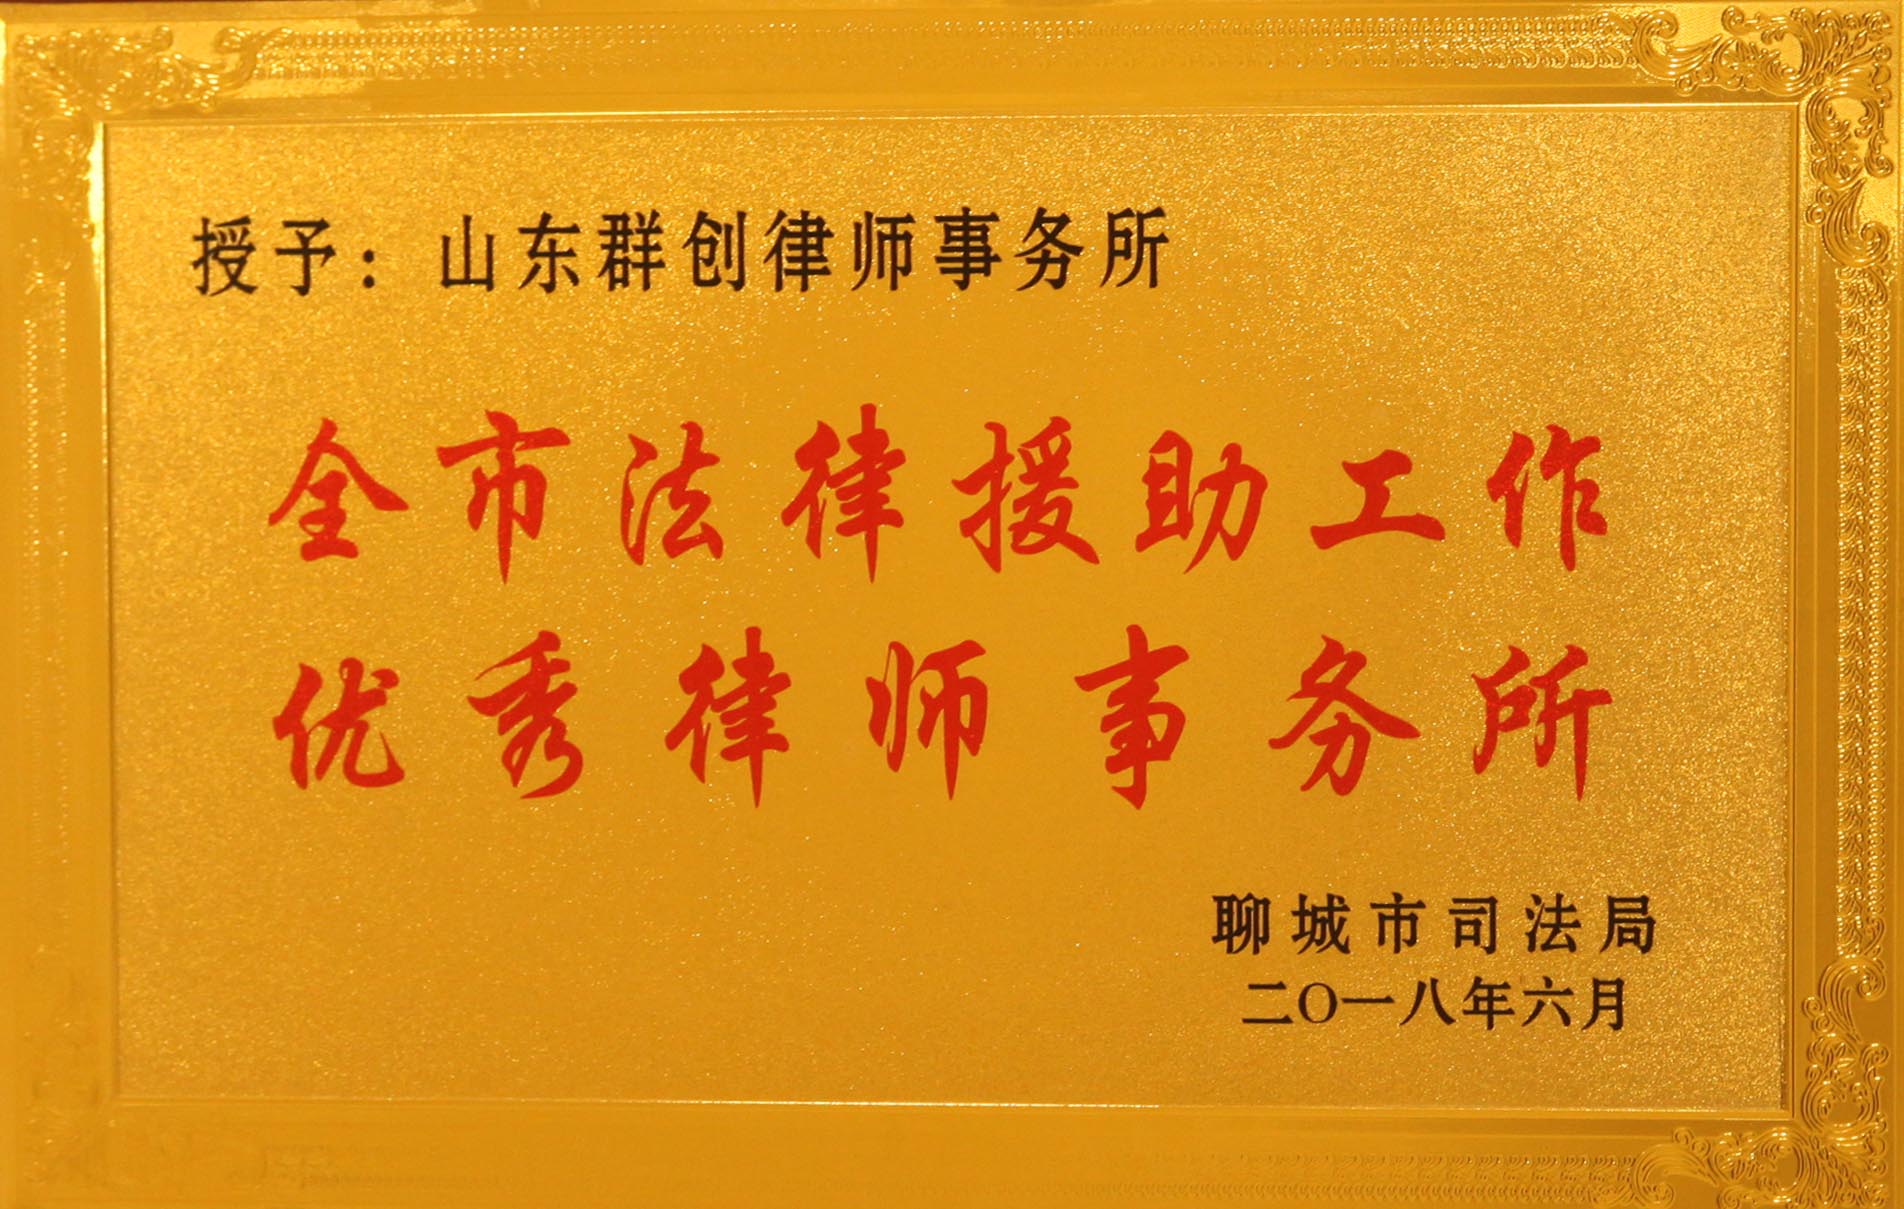 授予：山东群创律师事务所
全市法律援助工作
优秀律师事务所
聊城市司法局
二〇一八年六月